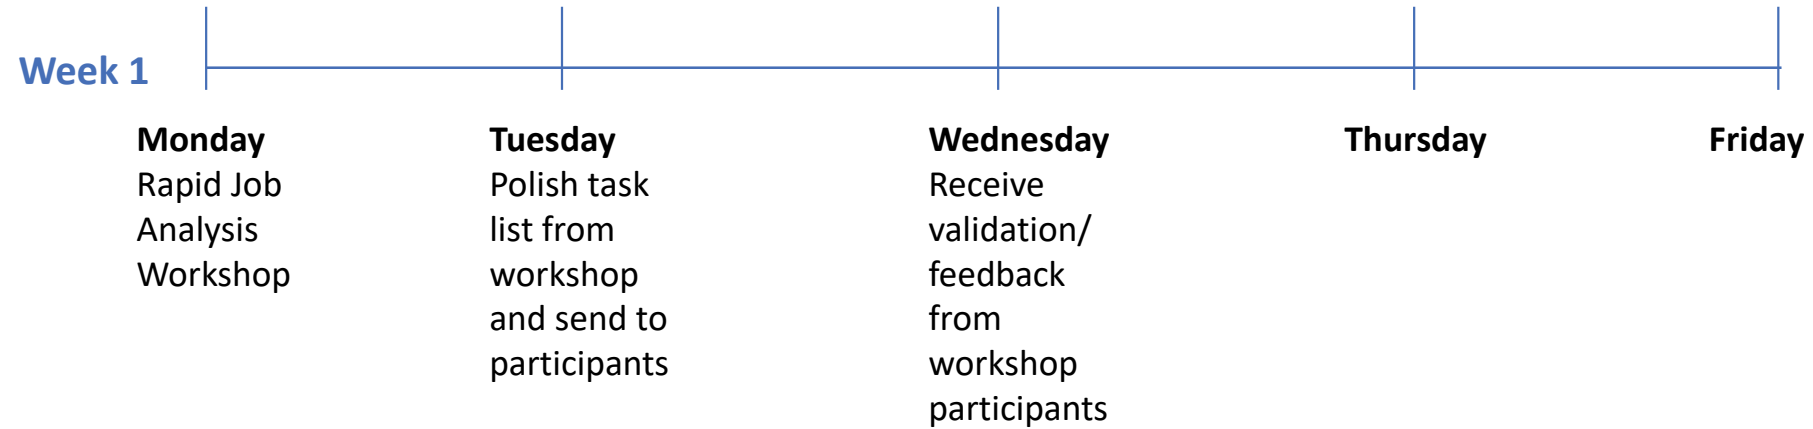 Week 1
Monday
Rapid Job
Analysis
Workshop
Tuesday
Polish task
list from
workshop
and send to
participants
Wednesday
Receive
validation/
feedback
from
workshop
participants
Thursday
Friday